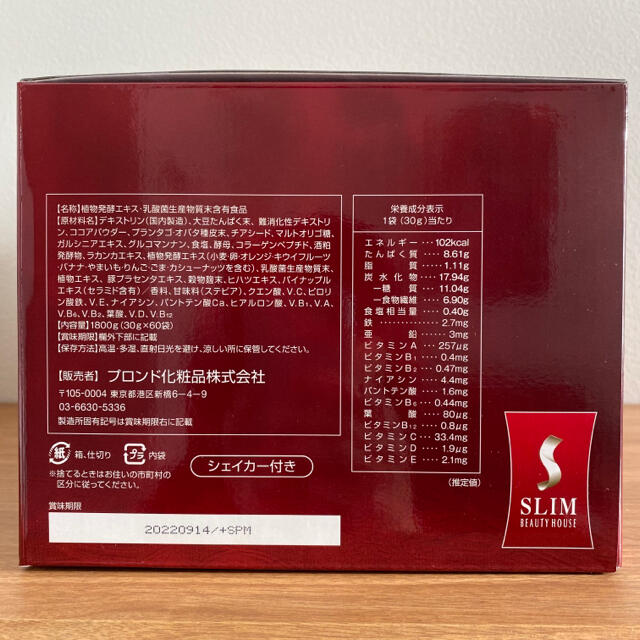 【名称】植物発酵エキス・乳酸菌生産物質末含有食品
【原材料名】デキストリン(国内製造)、大豆たんぱく末、難消化性デキストリ
ン、ココアパウダー、プランタゴ・オバタ種皮末、チアシード、マルトオリゴ糖、
ガルシニアエキス、グルコマンナン、食塩、酵母、コラーゲンペプチド、酒粕
発酵物、ラカンカエキス、植物発酵エキス(小麦・卵・オレンジ・キウイフルーツ
・バナナ・やまいも・りんご・ごま・カシューナッツを含む)、乳酸菌生産物質末、
植物エキス、豚プラセンタエキス、穀物麹末、ヒハツエキス、パイナップル
エキス(セラミド含有)/香料、甘味料(ステビア)、クエン酸、V.C、ピロリン
酸鉄、V.E、ナイアシン、パントテン酸Ca、ヒアルロン酸、V.B1、V.A、
V.B6、V.B2、葉酸、V.D、V.B12
【内容量】1800g(30g×60袋)
【賞味期限】欄外下部に記載
【保存方法】高温・多湿、直射日光を避け、涼しい所に保管してください。
【販売者】ブロンド化粧品株式会社
〒105-0004 東京都港区新橋6-4-9
03-6630-5336
製造所固有記号は賞味期限右に記載
紙 箱、仕切り プラ 内袋
※捨てるときはお住いの市町村の
区分に従ってください。
シェイカー付き
賞味期限
20220914/+SPM
栄養成分表示
1袋(30g)当たり
エネルギー 102kcal
たんぱく質 8.61g
脂質 1.11g
炭水化物 17.94g
ー糖質 11.04g
ー食物繊維 6.90g
食塩相当量 0.40g
鉄 2.7mg
亜鉛 3mg
ビタミンA 257μg
ビタミンB1 0.4mg
ビタミンB2 0.47mg
ナイアシン 4.4mg
パントテン酸 1.6mg
ビタミンB6 0.44mg
葉酸 80μg
ビタミンB12 0.8μg
ビタミンC 33.4mg
ビタミンD 1.9μg
ビタミンE 2.1mg
(推定値)
SLIM
BEAUTY HOUSE